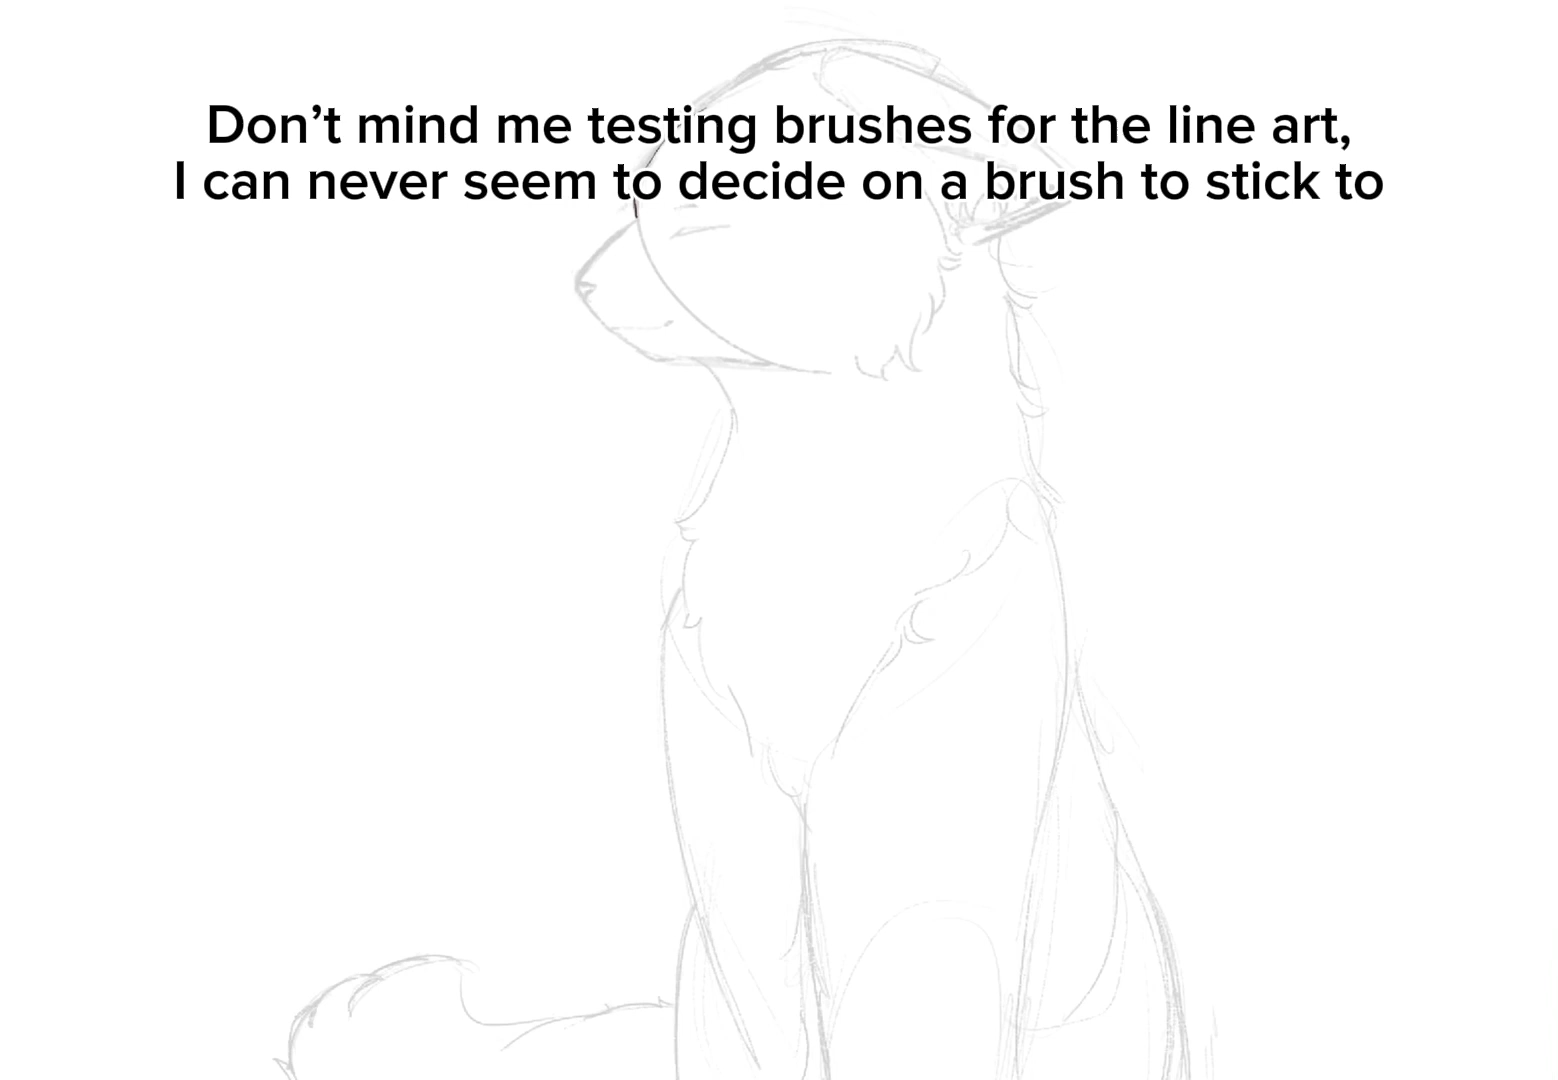 Don’t mind me testing brushes for the line art,
I can never seem to decide on a brush to stick to